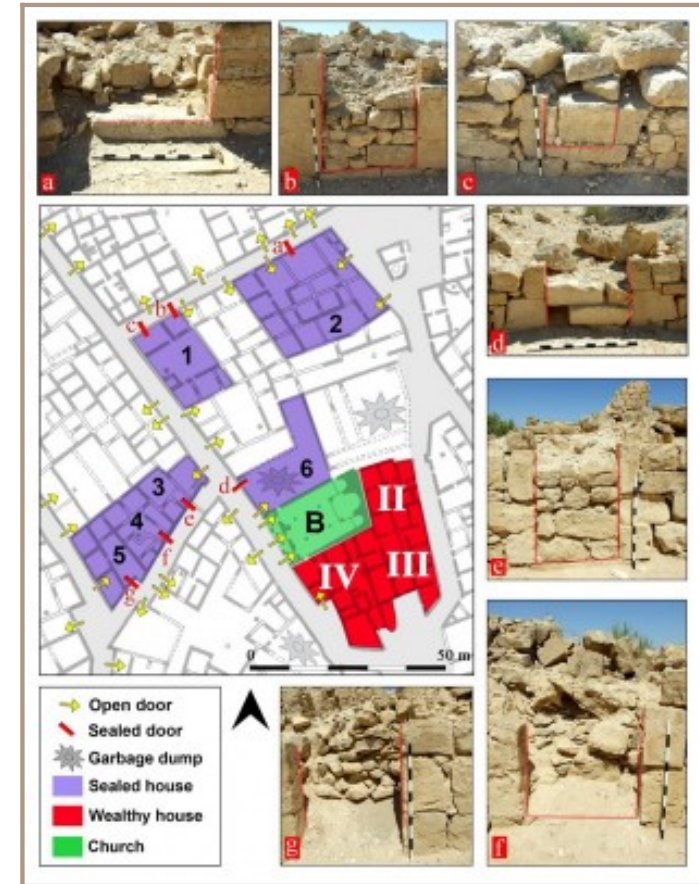 a
b
c
a
b
c
2
1
d
3
6
d
e
4
B
II
f
5
IV
III
g
e
0 50 m
Open door
Sealed door
Garbage dump
Sealed house
Wealthy house
Church
g
f